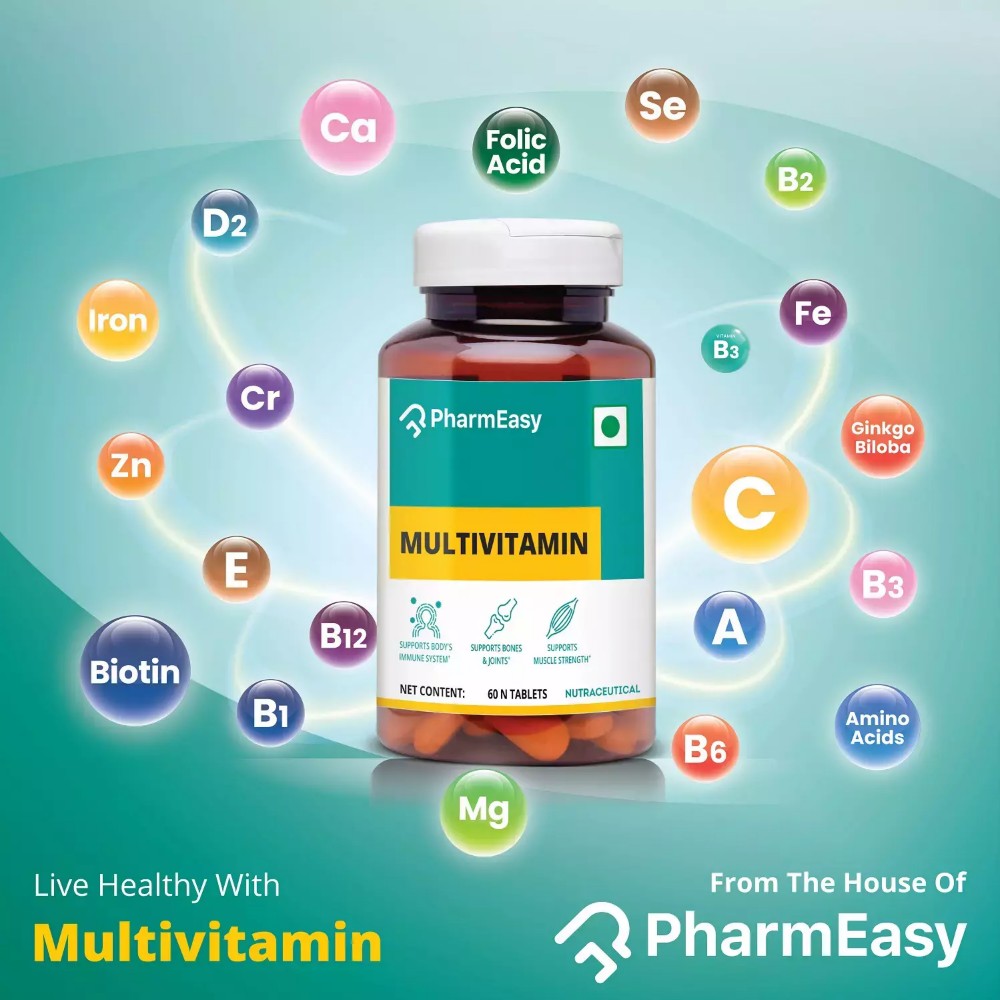 Ca
Folic
Acid
Se
B2
D2
Iron
Fe
VITAMIN
B3
Cr
PharmEasy
Ginkgo
Biloba
Zn
C
MULTIVITAMIN
E
B3
B12
A
SUPPORTS BODY'S
IMMUNE SYSTEM*
SUPPORTS BONES
& JOINTS*
SUPPORTS
MUSCLE STRENGTH*
Biotin
NET CONTENT: 60 N TABLETS NUTRACEUTICAL
B1
Amino
Acids
B6
Mg
Live Healthy With
Multivitamin
From The House Of
PharmEasy